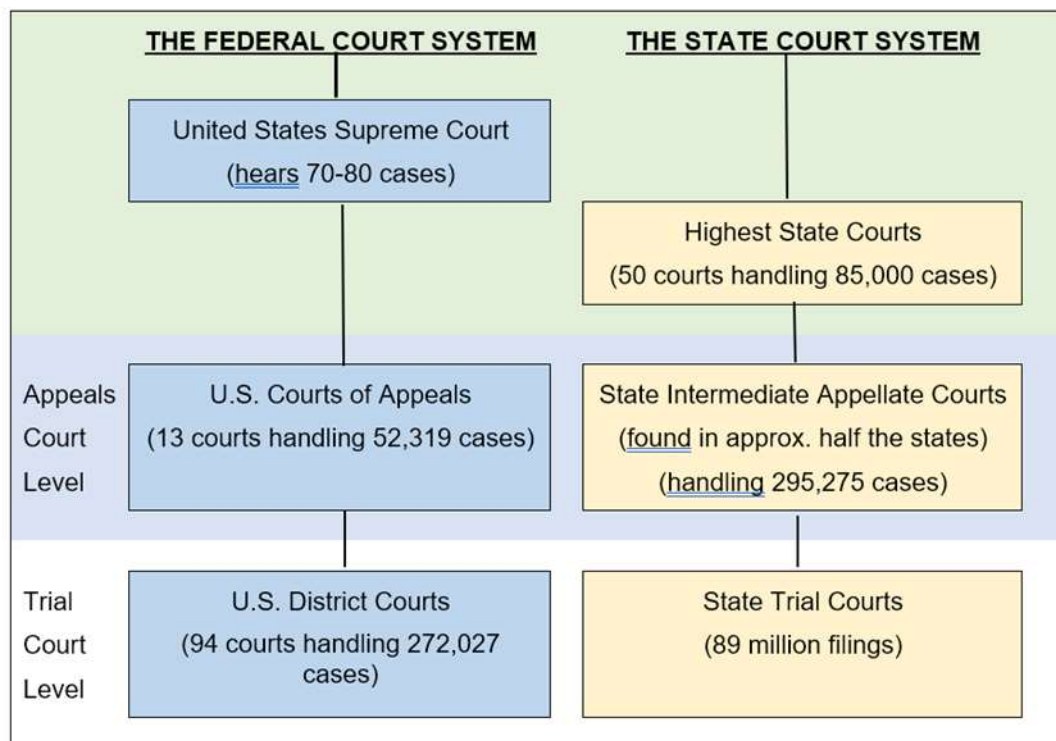 THE FEDERAL COURT SYSTEM
THE STATE COURT SYSTEM
United States Supreme Court
(hears 70-80 cases)
Highest State Courts
(50 courts handling 85,000 cases)
Appeals
Court
Level
U.S. Courts of Appeals
(13 courts handling 52,319 cases)
State Intermediate Appellate Courts
(found in approx. half the states)
(handling 295,275 cases)
Trial
Court
Level
U.S. District Courts
(94 courts handling 272,027
cases)
State Trial Courts
(89 million filings)